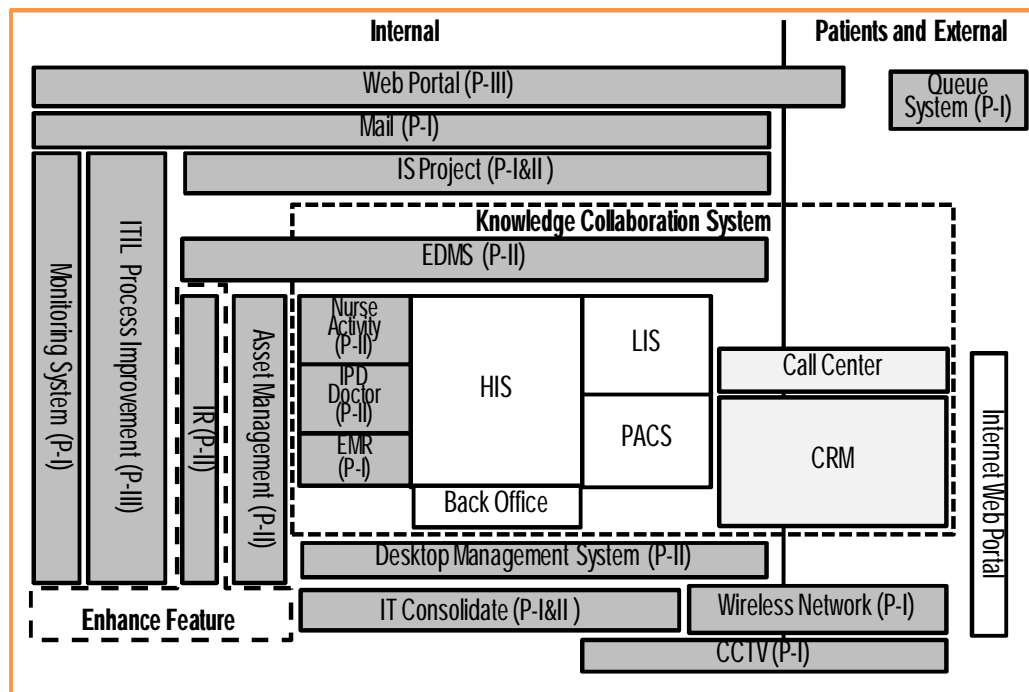 Internal
Patients and External
Web Portal (P-III)
Queue
System (P-I)
Mail (P-I)
IS Project (P-I&II )
Knowledge Collaboration System
EDMS (P-II)
Monitoring System (P-I)
ITIL Process Improvement (P-III)
IR (P-II)
Asset Management (P-II)
Nurse
Activity
(P-II)
IPD
Doctor
(P-II)
EMR
(P-I)
HIS
LIS
PACS
Back Office
Call Center
CRM
Internet Web Portal
Desktop Management System (P-II)
Enhance Feature
IT Consolidate (P-I&II )
Wireless Network (P-I)
CCTV (P-I)